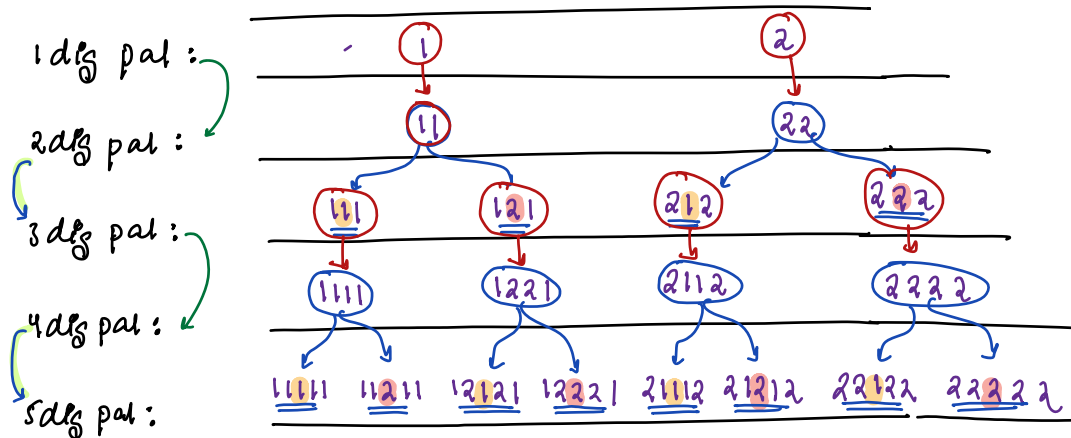 1 dig pal : 1 2
2 dig pal : 11 22
3 dig pal : 111 121 212 222
1111 1221 2112 2222
4 dig pal :
11111 11211 12121 12221 21112 21212 22122 22222
5 dig pal :